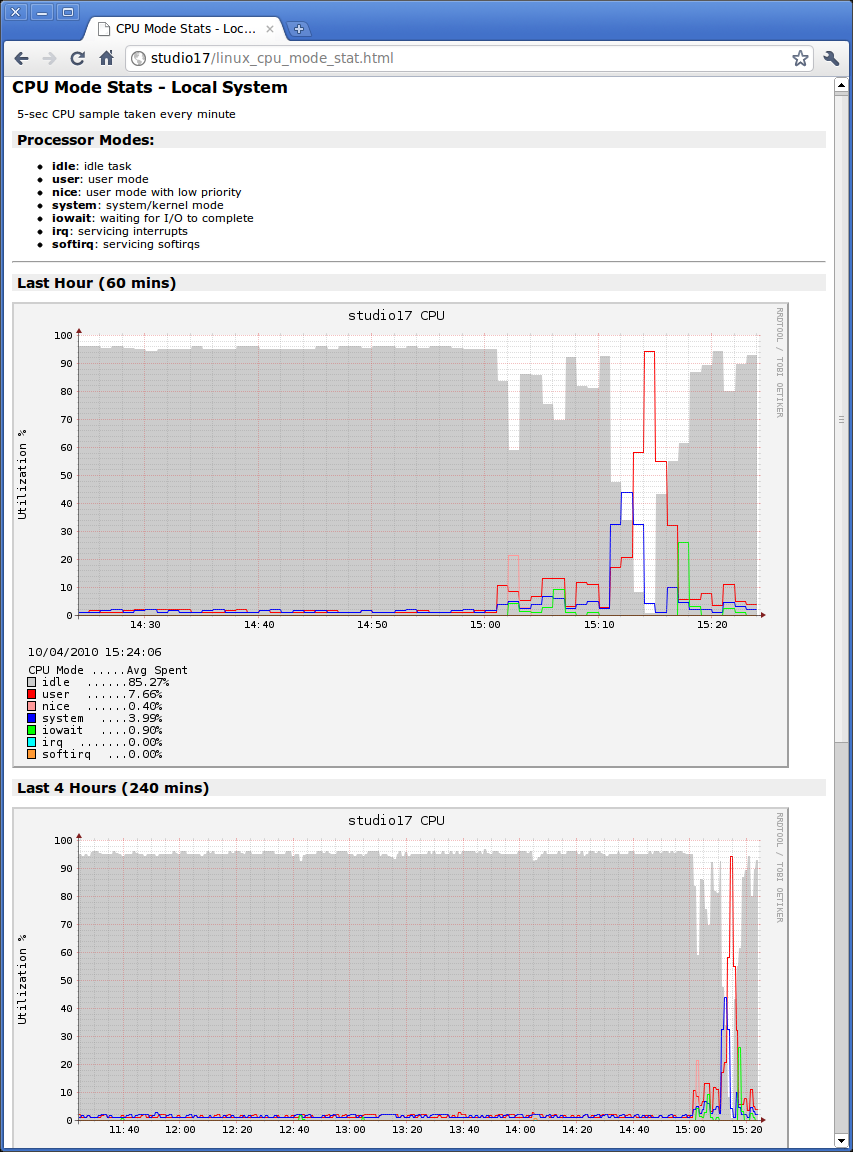 CPU Mode Stats - Loc...
studio17/linux_cpu_mode_stat.html
CPU Mode Stats - Local System
5-sec CPU sample taken every minute
Processor Modes:
• idle: idle task
• user: user mode
• nice: user mode with low priority
• system: system/kernel mode
• iowait: waiting for I/O to complete
• irq: servicing interrupts
• softirq: servicing softirqs
Last Hour (60 mins)
studio17 CPU
RRDTOOL / TOBI OETIKER
Utilization %
100
90
80
70
60
50
40
30
20
10
0
14:30 14:40 14:50 15:00 15:10 15:20
10/04/2010 15:24:06
CPU Mode .....Avg Spent
idle ......85.27%
user ......7.66%
nice ......0.40%
system ....3.99%
iowait ....0.90%
irq .......0.00%
softirq ...0.00%
Last 4 Hours (240 mins)
studio17 CPU
RRDTOOL / TOBI OETIKER
Utilization %
100
90
80
70
60
50
40
30
20
10
0
11:40 12:00 12:20 12:40 13:00 13:20 13:40 14:00 14:20 14:40 15:00 15:20